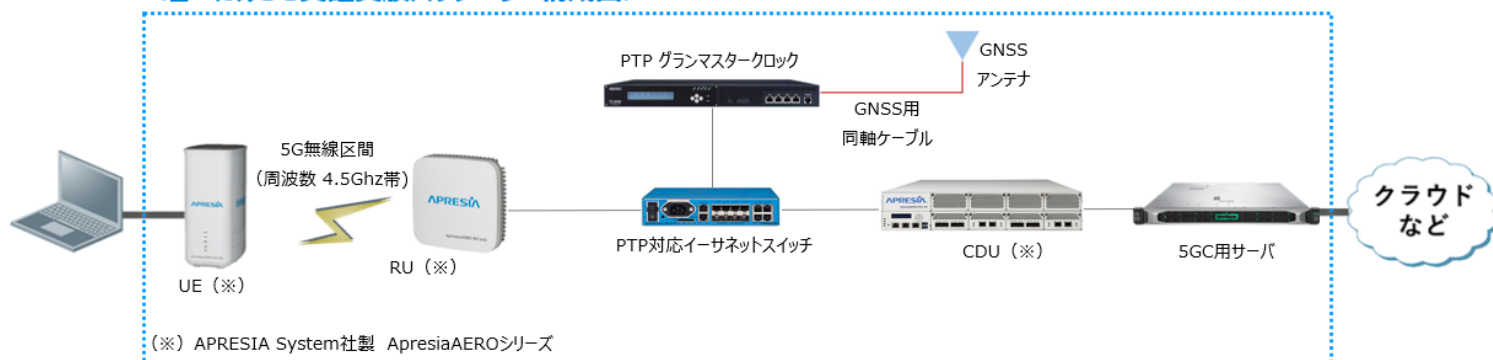 PTP グランマスタークロック
GNSS
アンテナ
GNSS用
同軸ケーブル
5G無線区間
(周波数 4.5Ghz帯)
APRESIA
APRESIA
PTP対応イーサネットスイッチ
APRESIA
クラウド
など
UE（※）
RU（※）
CDU（※）
5GC用サーバ
（※）APRESIA System社製 ApresiaAEROシリーズ